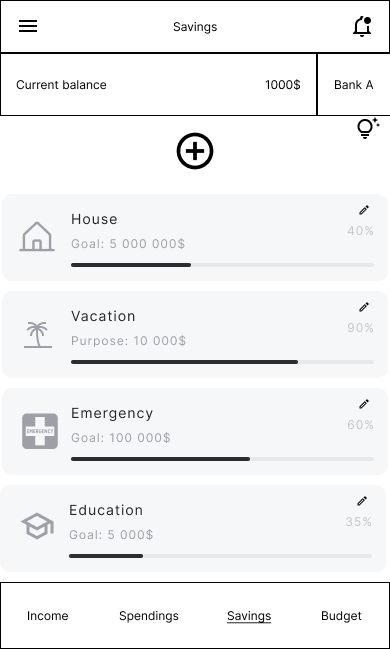 Savings
Current balance 1000$ Bank A
House
40%
Goal: 5 000 000$
Vacation
90%
Purpose: 10 000$
Emergency
60%
EMERGENCY
Goal: 100 000$
Education
35%
Goal: 5 000$
Income Spendings Savings Budget